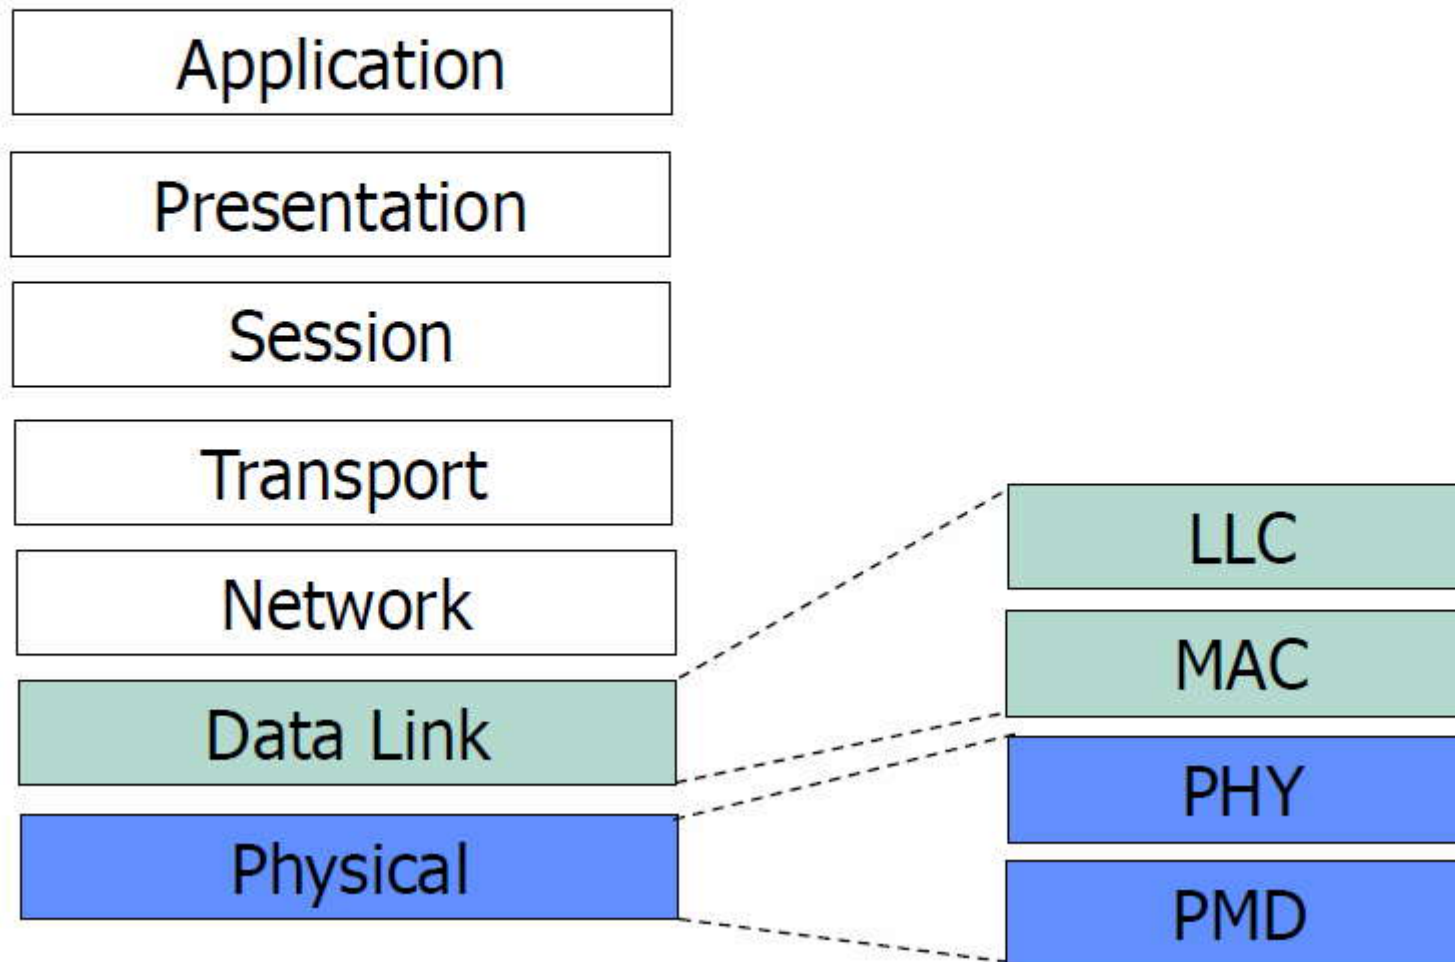 Application
Presentation
Session
Transport
Network
Data Link
Physical
LLC
MAC
PHY
PMD